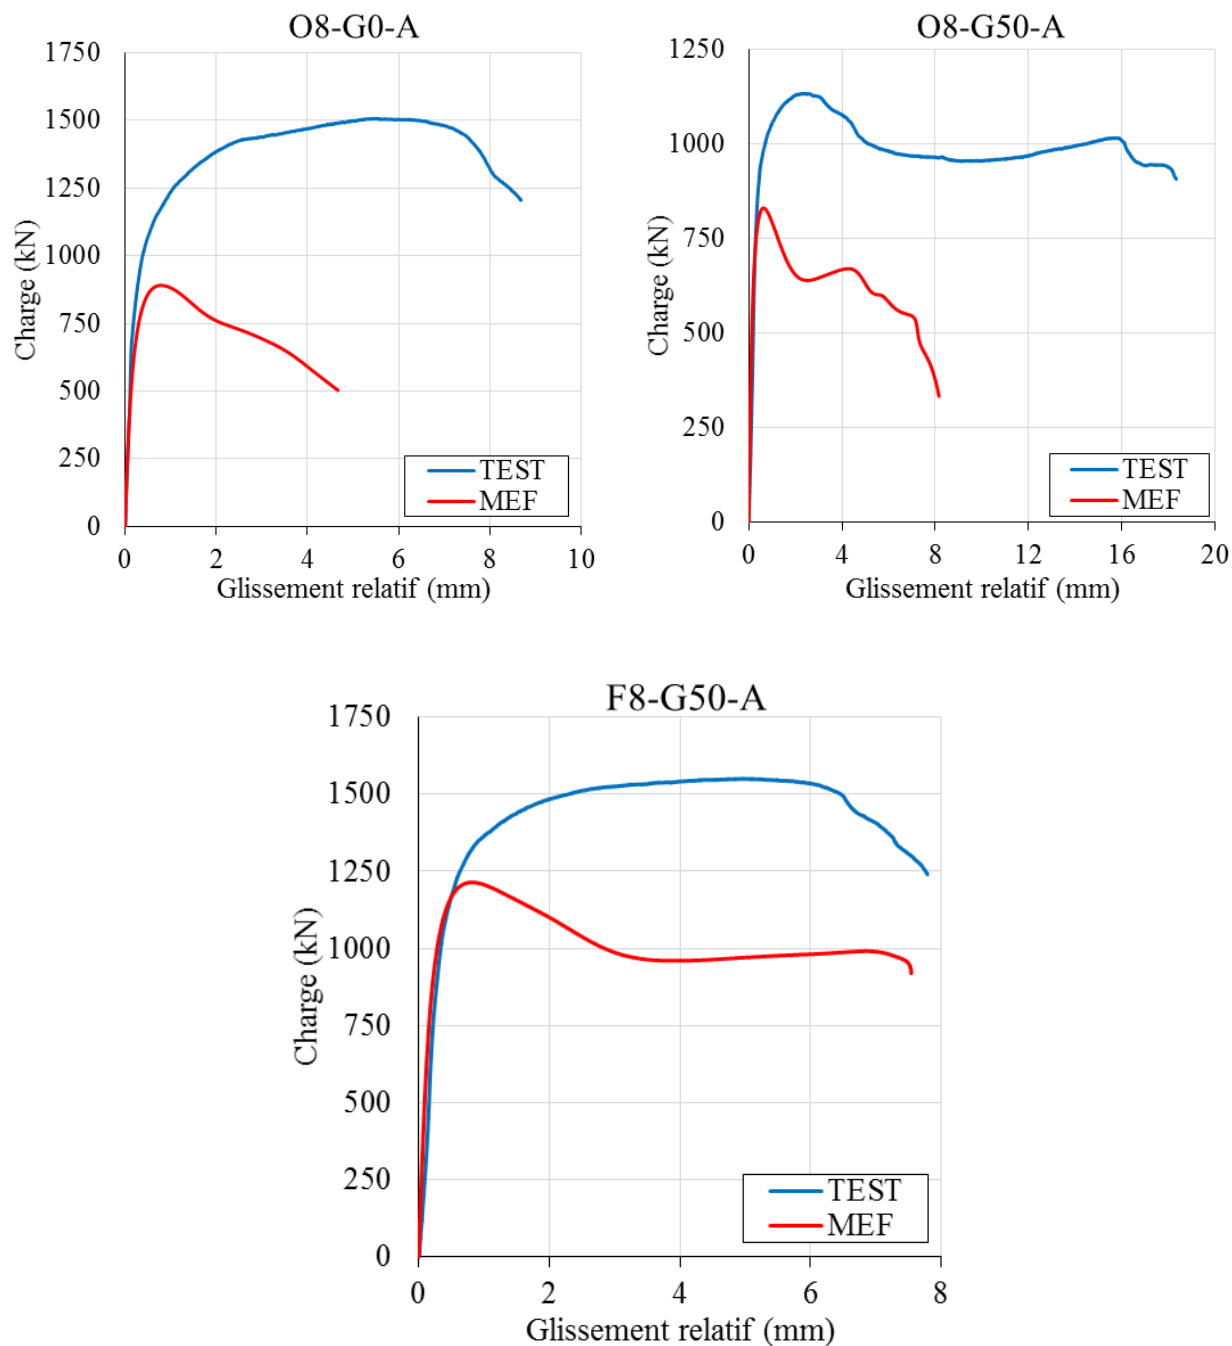 O8-G0-A
1750
1500
1250
1000
750
500
250
0
Charge (kN)
0 2 4 6 8 10
Glissement relatif (mm)
TEST
MEF
O8-G50-A
1250
1000
750
500
250
0
Charge (kN)
0 4 8 12 16 20
Glissement relatif (mm)
TEST
MEF
F8-G50-A
1750
1500
1250
1000
750
500
250
0
Charge (kN)
0 2 4 6 8
Glissement relatif (mm)
TEST
MEF